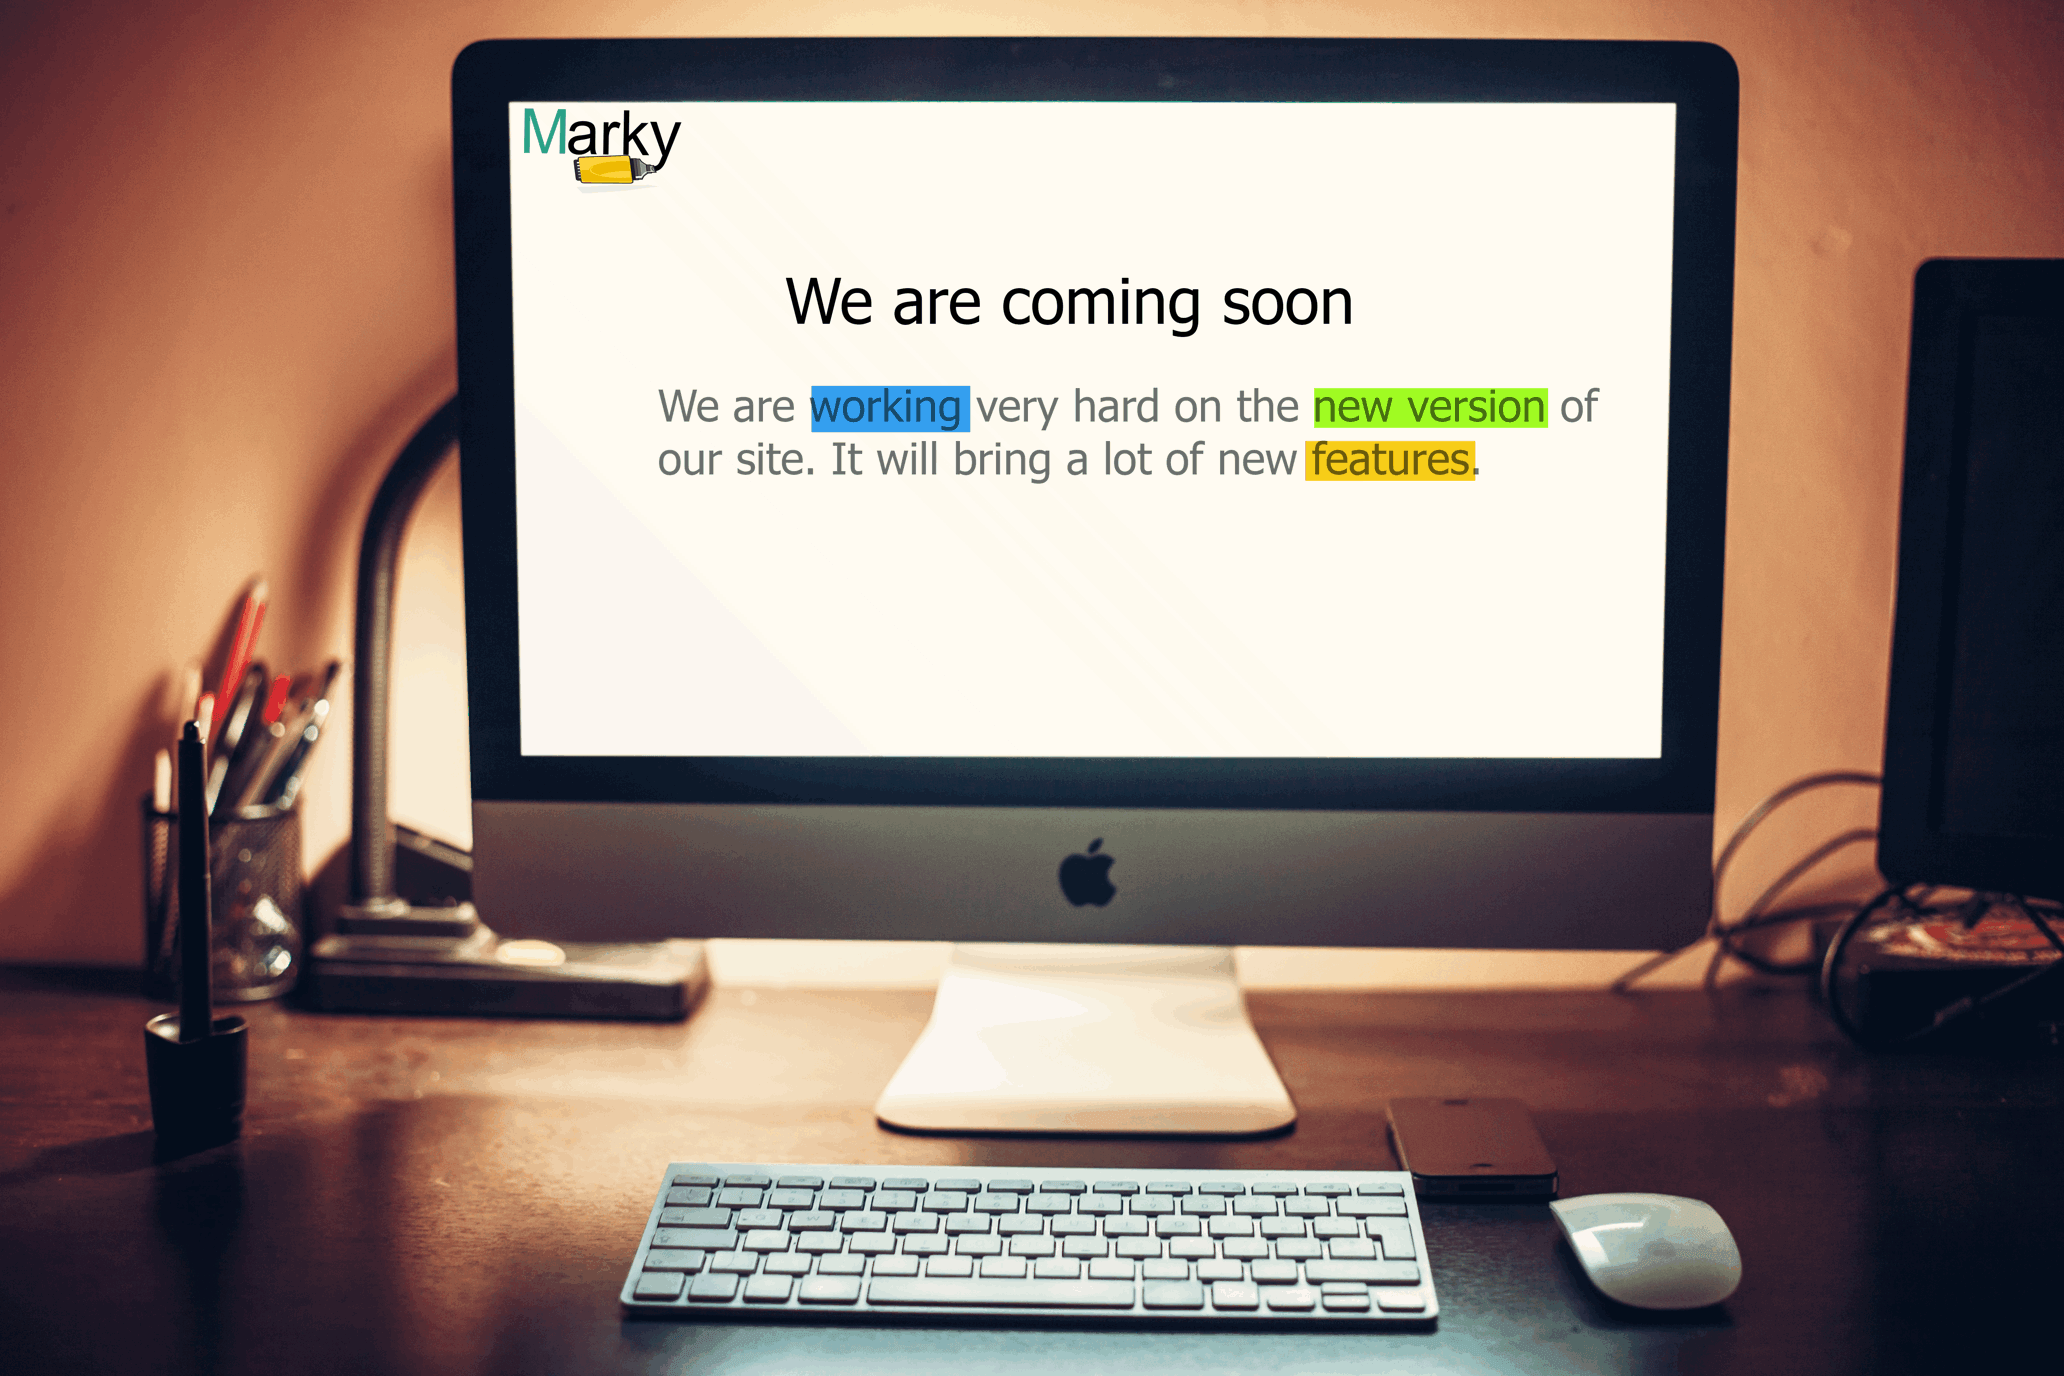 Marky
We are coming soon
We are working very hard on the new version of
our site. It will bring a lot of new features.